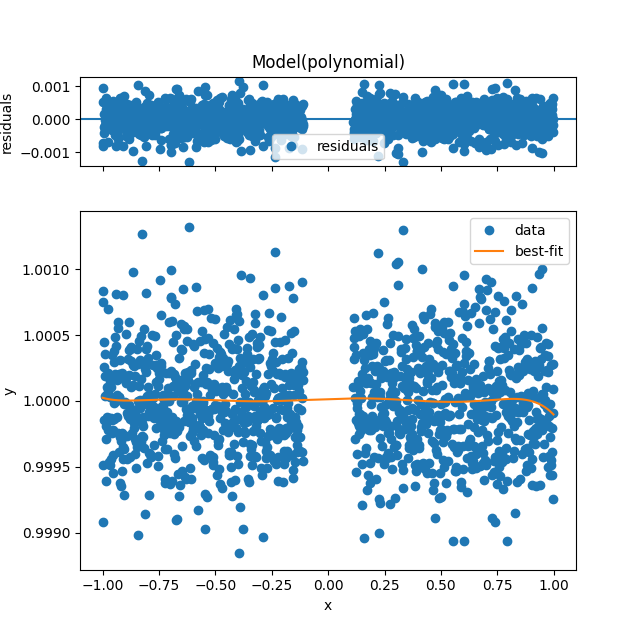 Model(polynomial)
0.001
0.000
−0.001
residuals
residuals
data
best-fit
1.0010
1.0005
1.0000
0.9995
0.9990
y
−1.00 −0.75 −0.50 −0.25 0.00 0.25 0.50 0.75 1.00
x